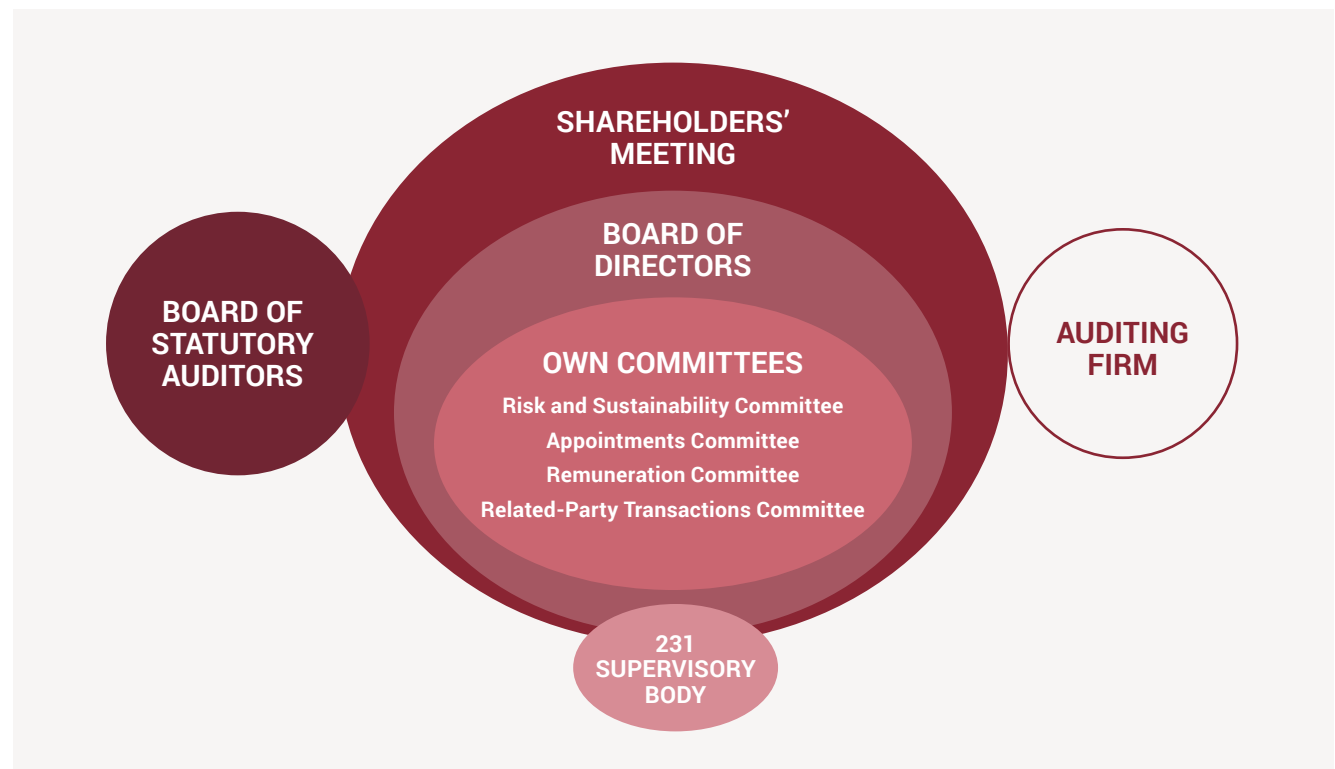 SHAREHOLDERS’
MEETING
BOARD OF
DIRECTORS
BOARD OF
STATUTORY
AUDITORS
OWN COMMITTEES
Risk and Sustainability Committee
Appointments Committee
Remuneration Committee
Related-Party Transactions Committee
AUDITING
FIRM
231
SUPERVISORY
BODY